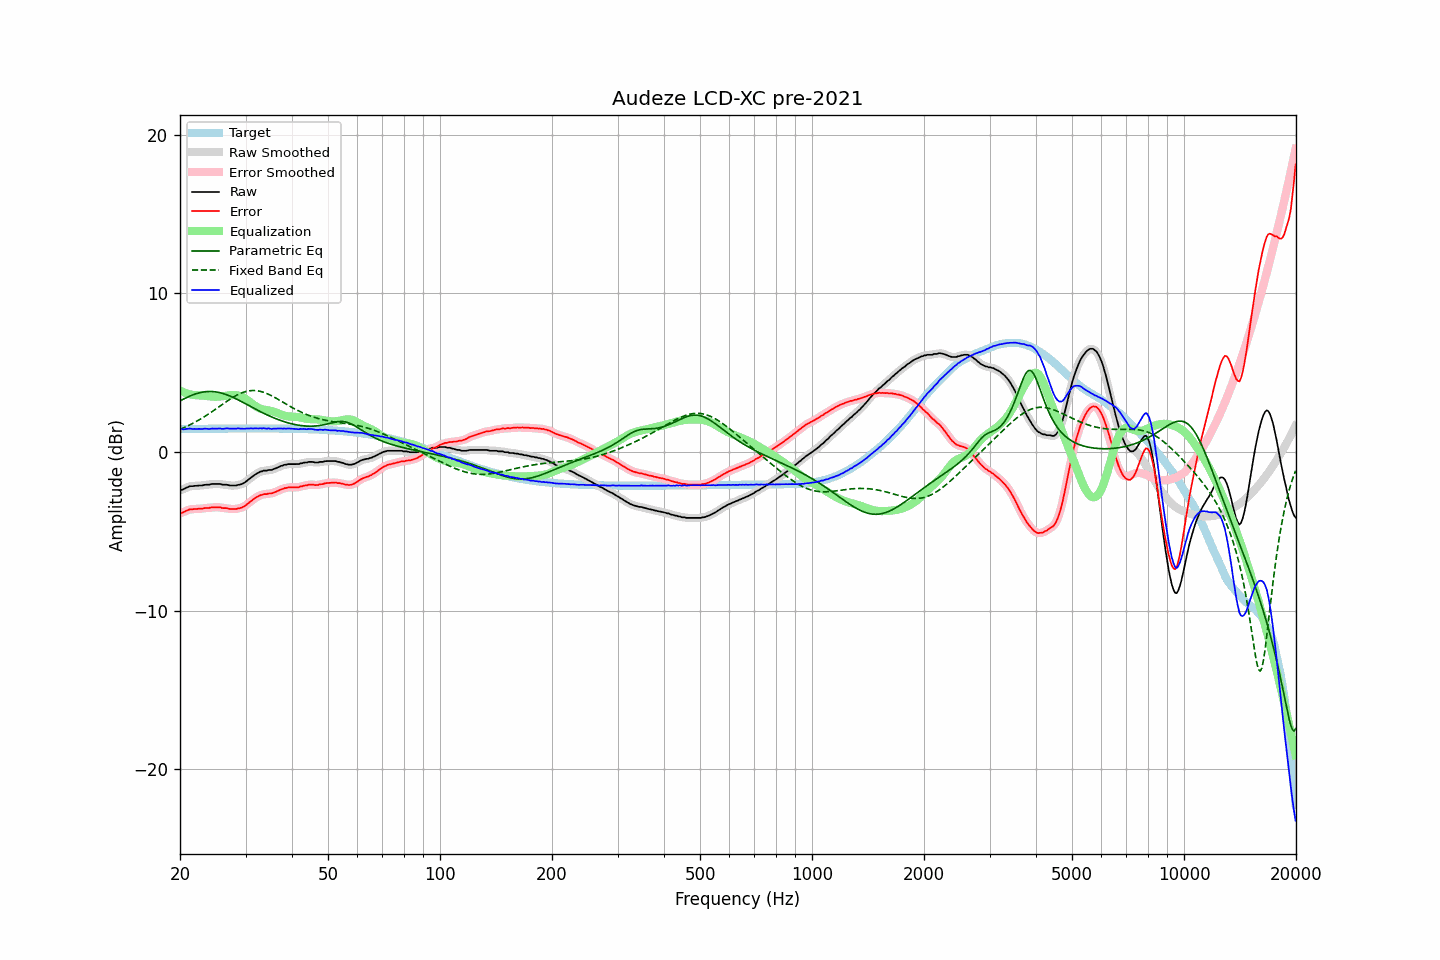 Audeze LCD-XC pre-2021
Target
Raw Smoothed
Error Smoothed
Raw
Error
Equalization
Parametric Eq
Fixed Band Eq
Equalized
20
10
0
−10
−20
Amplitude (dBr)
20
50
100
200
500
1000
2000
5000
10000
20000
Frequency (Hz)